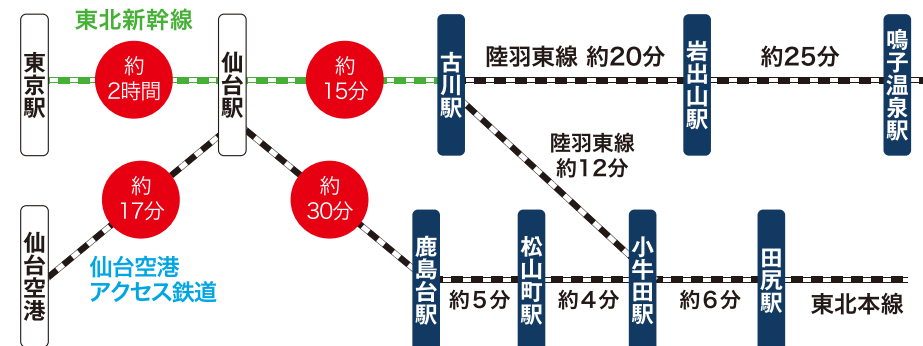 東北新幹線
東京駅
約
2時間
仙台駅
約
15分
古川駅
陸羽東線 約20分
岩出山駅
約25分
鳴子温泉駅
陸羽東線
約12分
約
17分
約
30分
仙台空港
仙台空港
アクセス鉄道
鹿島台駅
約5分
松山町駅
約4分
小牛田駅
約6分
田尻駅
東北本線